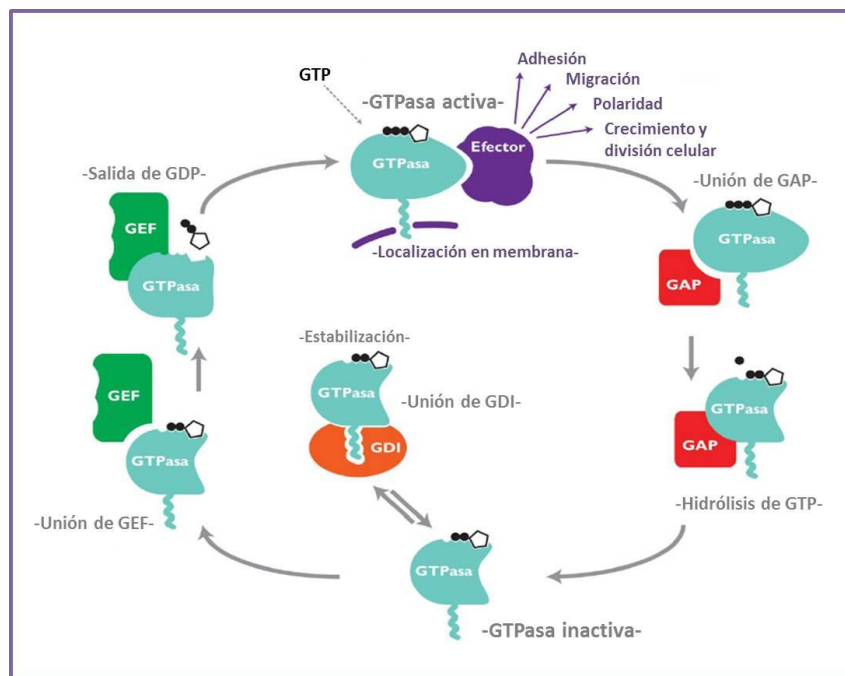 Adhesión
Migración
Polaridad
Crecimiento y
división celular
GTP
-GTPasa activa-
GTPasa
Efector
-Localización en membrana-
-Salida de GDP-
GEF
GTPasa
-Unión de GAP-
GTPasa
GAP
-Estabilización-
GTPasa
-Unión de GDI-
GDI
GEF
GTPasa
-Unión de GEF-
GTPasa
GAP
-Hidrólisis de GTP-
GTPasa
-GTPasa inactiva-